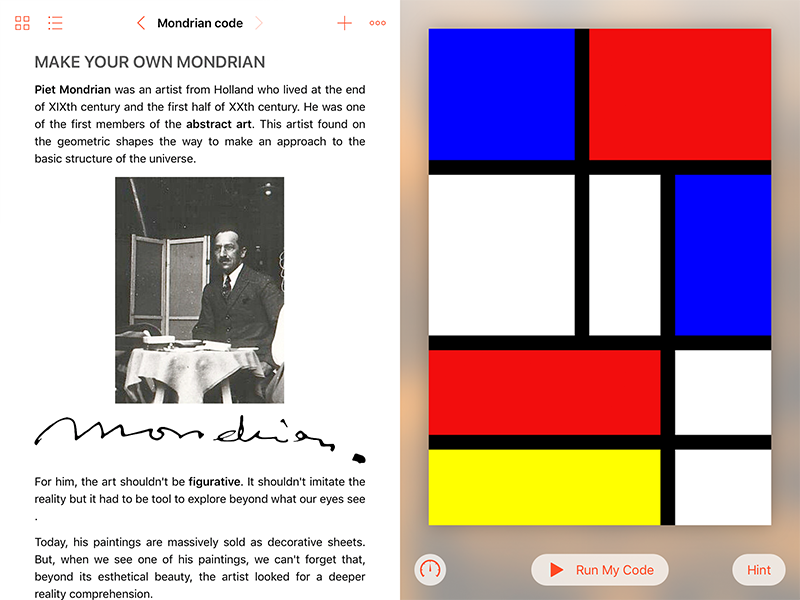 Mondrian code
MAKE YOUR OWN MONDRIAN
Piet Mondrian was an artist from Holland who lived at the end
of XIXth century and the first half of XXth century. He was one
of the first members of the abstract art. This artist found on
the geometric shapes the way to make an approach to the
basic structure of the universe.
mondrian.
For him, the art shouldn't be figurative. It shouldn't imitate the
reality but it had to be tool to explore beyond what our eyes see
.
Today, his paintings are massively sold as decorative sheets.
But, when we see one of his paintings, we can't forget that,
beyond its esthetical beauty, the artist looked for a deeper
reality comprehension.
Run My Code
Hint